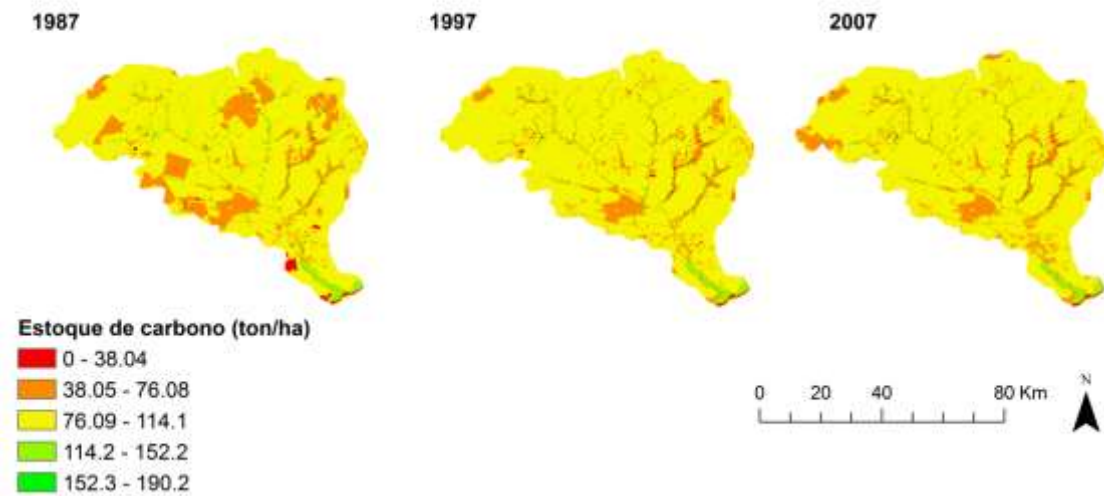 1987
1997
2007
Estoque de carbono (ton/ha)
0 - 38.04
38.05 - 76.08
76.09 - 114.1
114.2 - 152.2
152.3 - 190.2
0 20 40 80 Km
N